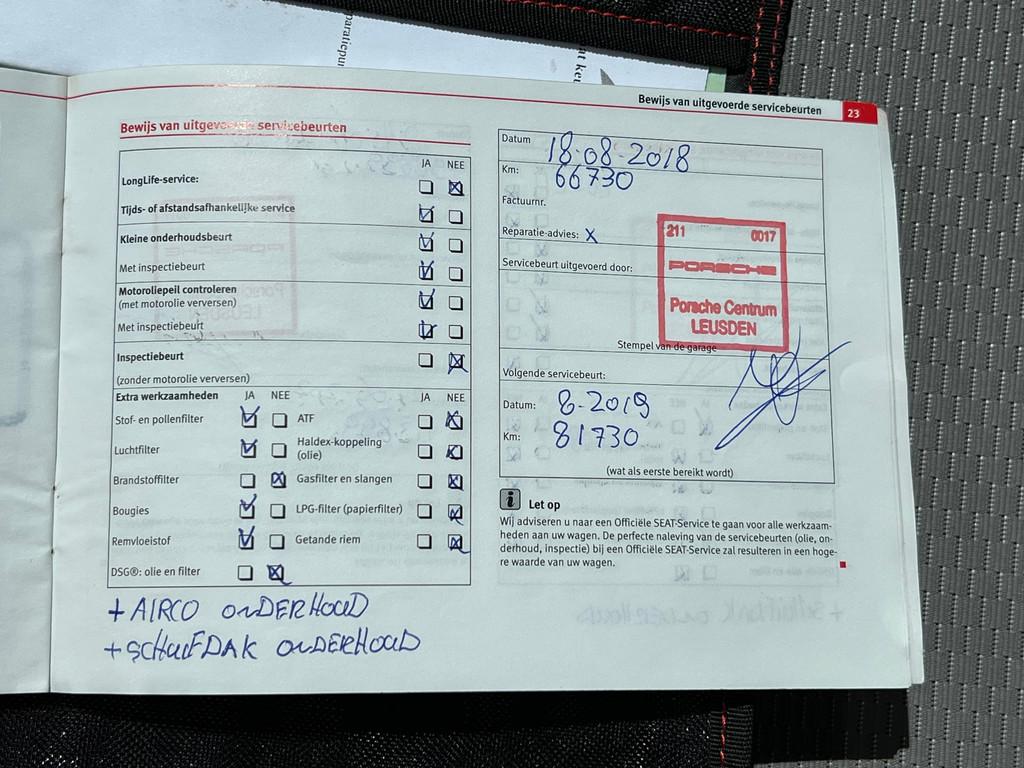 paratiepu
Bewijs van uitgevoerde servicebeurten 23
Bewijs van uitgevoerde servicebeurten
JA NEE
LongLife-service:
Tijds- of afstandsafhankelijke service
Kleine onderhoudsbeurt
Met inspectiebeurt
Motoroliepeil controleren
(met motorolie verversen)
Met inspectiebeurt
Inspectiebeurt
(zonder motorolie verversen)
Extra werkzaamheden JA NEE JA NEE
Stof- en pollenfilter ATF
Luchtfilter Haldex-koppeling
(olie)
Brandstoffilter Gasfilter en slangen
Bougies LPG-filter (papierfilter)
Remvloeistof Getande riem
DSG®: olie en filter
+ AIRCO ONDERHOUD
+ SCHUIFDAK ONDERHOUD
Datum 18-08-2018
Km: 66730
Factuurnr.
Reparatie-advies: X
Servicebeurt uitgevoerd door:
211 0017
PORSCHE
Porsche Centrum
LEUSDEN
Stempel van de garage
Volgende servicebeurt:
Datum: 8-2019
Km: 81730
(wat als eerste bereikt wordt)
i Let op
Wij adviseren u naar een Officiële SEAT-Service te gaan voor alle werkzaam-
heden aan uw wagen. De perfecte naleving van de servicebeurten (olie, on-
derhoud, inspectie) bij een Officiële SEAT-Service zal resulteren in een hoge-
re waarde van uw wagen.